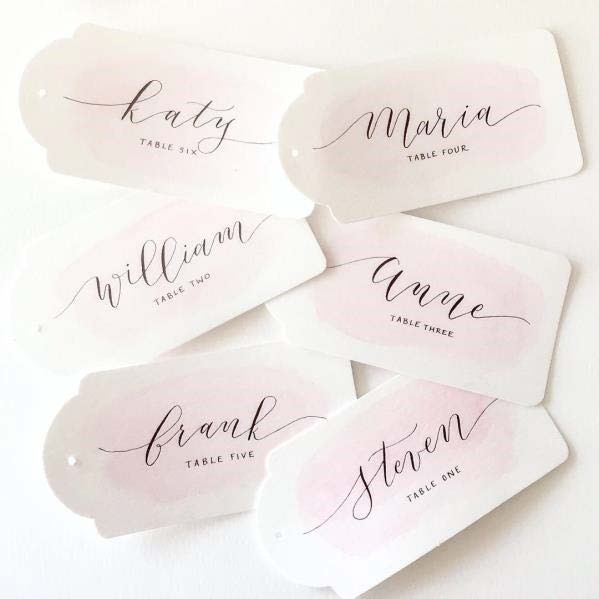 katy
TABLE SIX
Maria
TABLE FOUR
william
TABLE TWO
anne
TABLE THREE
frank
TABLE FIVE
steven
TABLE ONE